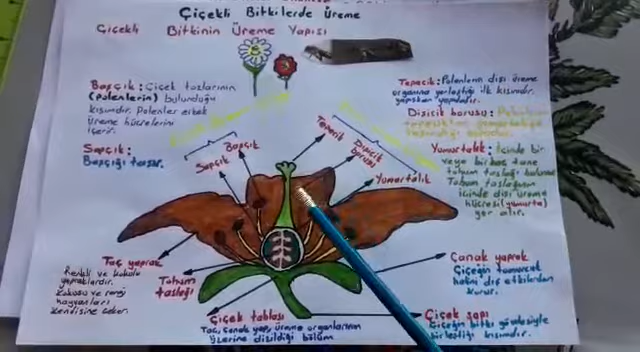 Çiçekli Bitkilerde Üreme
Çiçekli Bitkinin Üreme Yapısı
Başçık: Çiçek tozlarının
(polenlerin) bulunduğu
kısımdır. Polenler erkek
üreme hücrelerini
içerir.
Sapçık:
Başçığı taşır.
Tepecik: Polenlerin dişi üreme
organına yerleştiği ilk kısımdır.
yapışkan yapıdadır.
Dişicik borusu:
Yumurtalık: İçinde bir
veya birkaç tane
tohum taslağı bulunur
Tohum taslağının
içinde dişi üreme
hücresi (yumurta)
yer alır.
Sapçık
Başçık
Tepecik
Dişicik
borusu
Yumurtalık
Taç yaprak
Renkli ve kokulu
yapraklardır.
Kokusu ve rengi
hayvanları
kendisine çeker.
Tohum
taslağı
Çiçek tablası
Taç, çanak yap, üreme organlarının
üzerine dizildiği bölüm
Çanak yaprak
Çiçeğin tomurcuk
halini dış etkilerden
korur.
Çiçek sapı
Çiçeğin bitki gövdesiyle
birleştiği kısımdır.